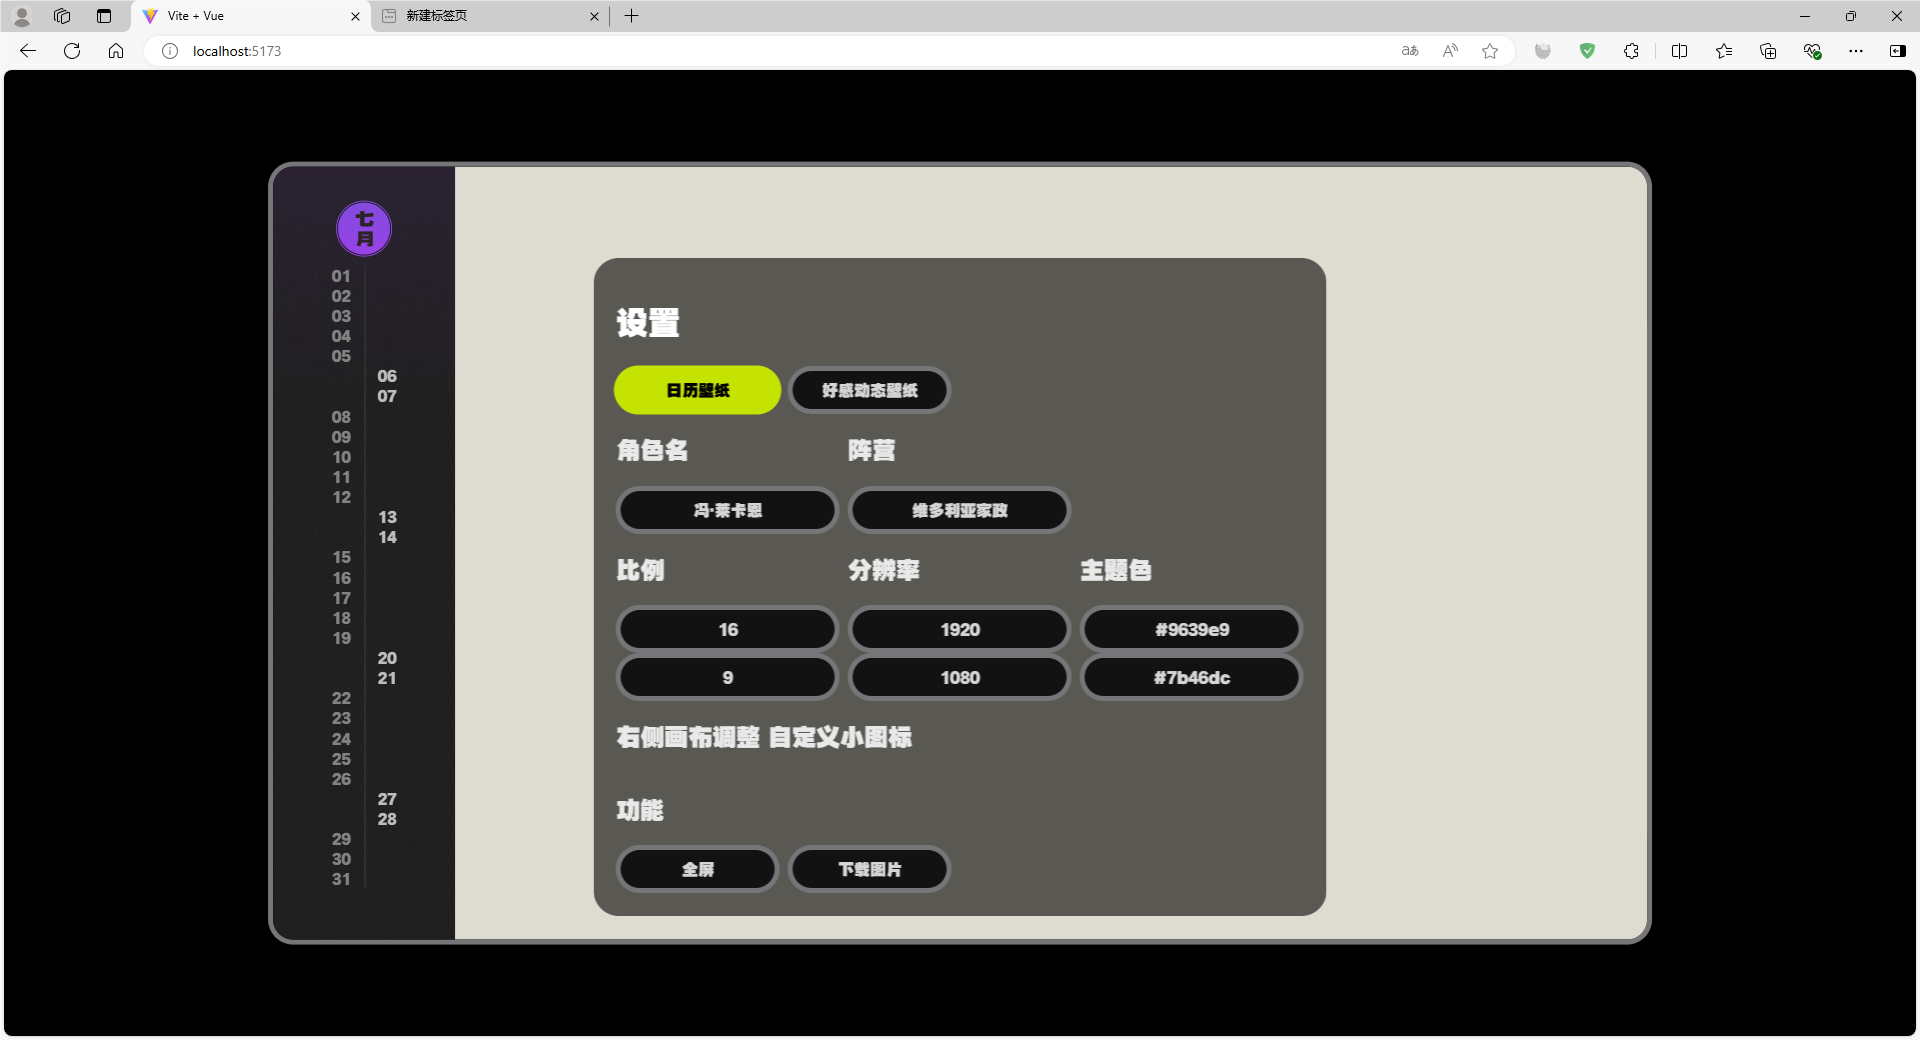 Vite + Vue
新建标签页
localhost:5173
七月
01
02
03
04
05
06
07
08
09
10
11
12
13
14
15
16
17
18
19
20
21
22
23
24
25
26
27
28
29
30
31
设置
日历壁纸 好感动态壁纸
角色名 阵营
冯·莱卡恩 维多利亚家政
比例 分辨率 主题色
16 1920 #9639e9
9 1080 #7b46dc
右侧画布调整 自定义小图标
功能
全屏 下载图片